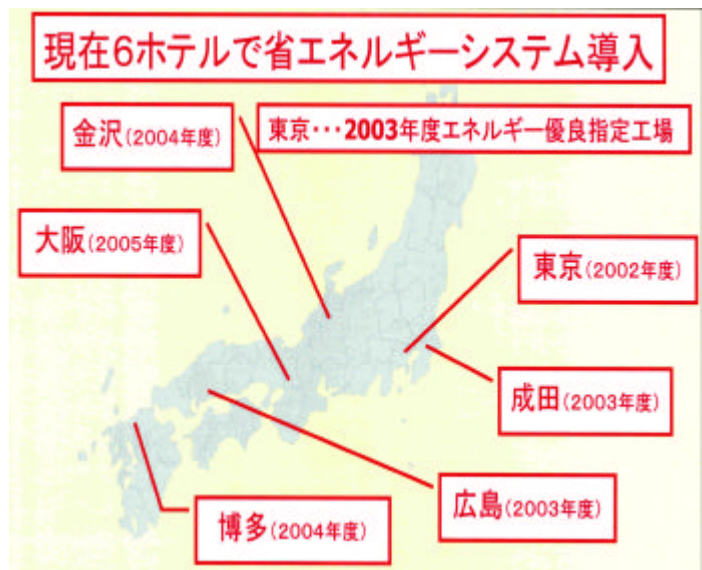 現在6ホテルで省エネルギーシステム導入
金沢(2004年度)
東京･･･2003年度エネルギー優良指定工場
大阪(2005年度)
東京(2002年度)
成田(2003年度)
広島(2003年度)
博多(2004年度)